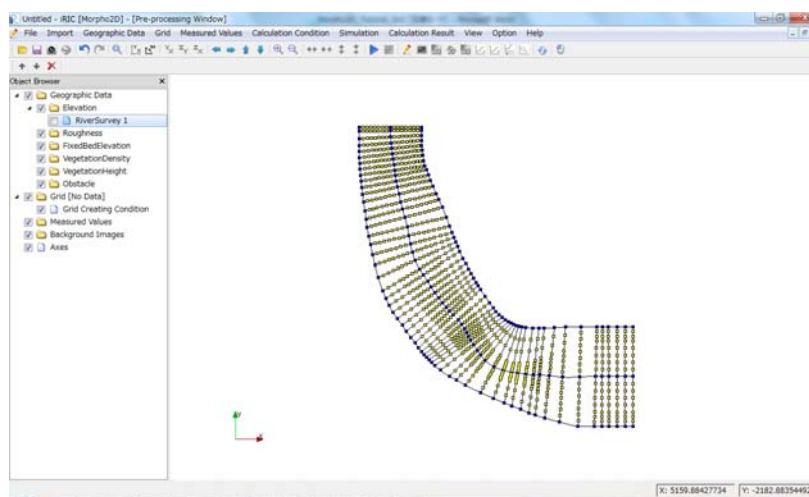 Untitled - iRIC [Morpho2D] - [Pre-processing Window]
File Import Geographic Data Grid Measured Values Calculation Condition Simulation Calculation Result View Option Help
Object Browser
Geographic Data
Elevation
RiverSurvey 1
Roughness
FixedBedElevation
VegetationDensity
VegetationHeight
Obstacle
Grid [No Data]
Grid Creating Condition
Measured Values
Background Images
Axes
y
x
X: 5159.88427734 Y: -2182.88354492